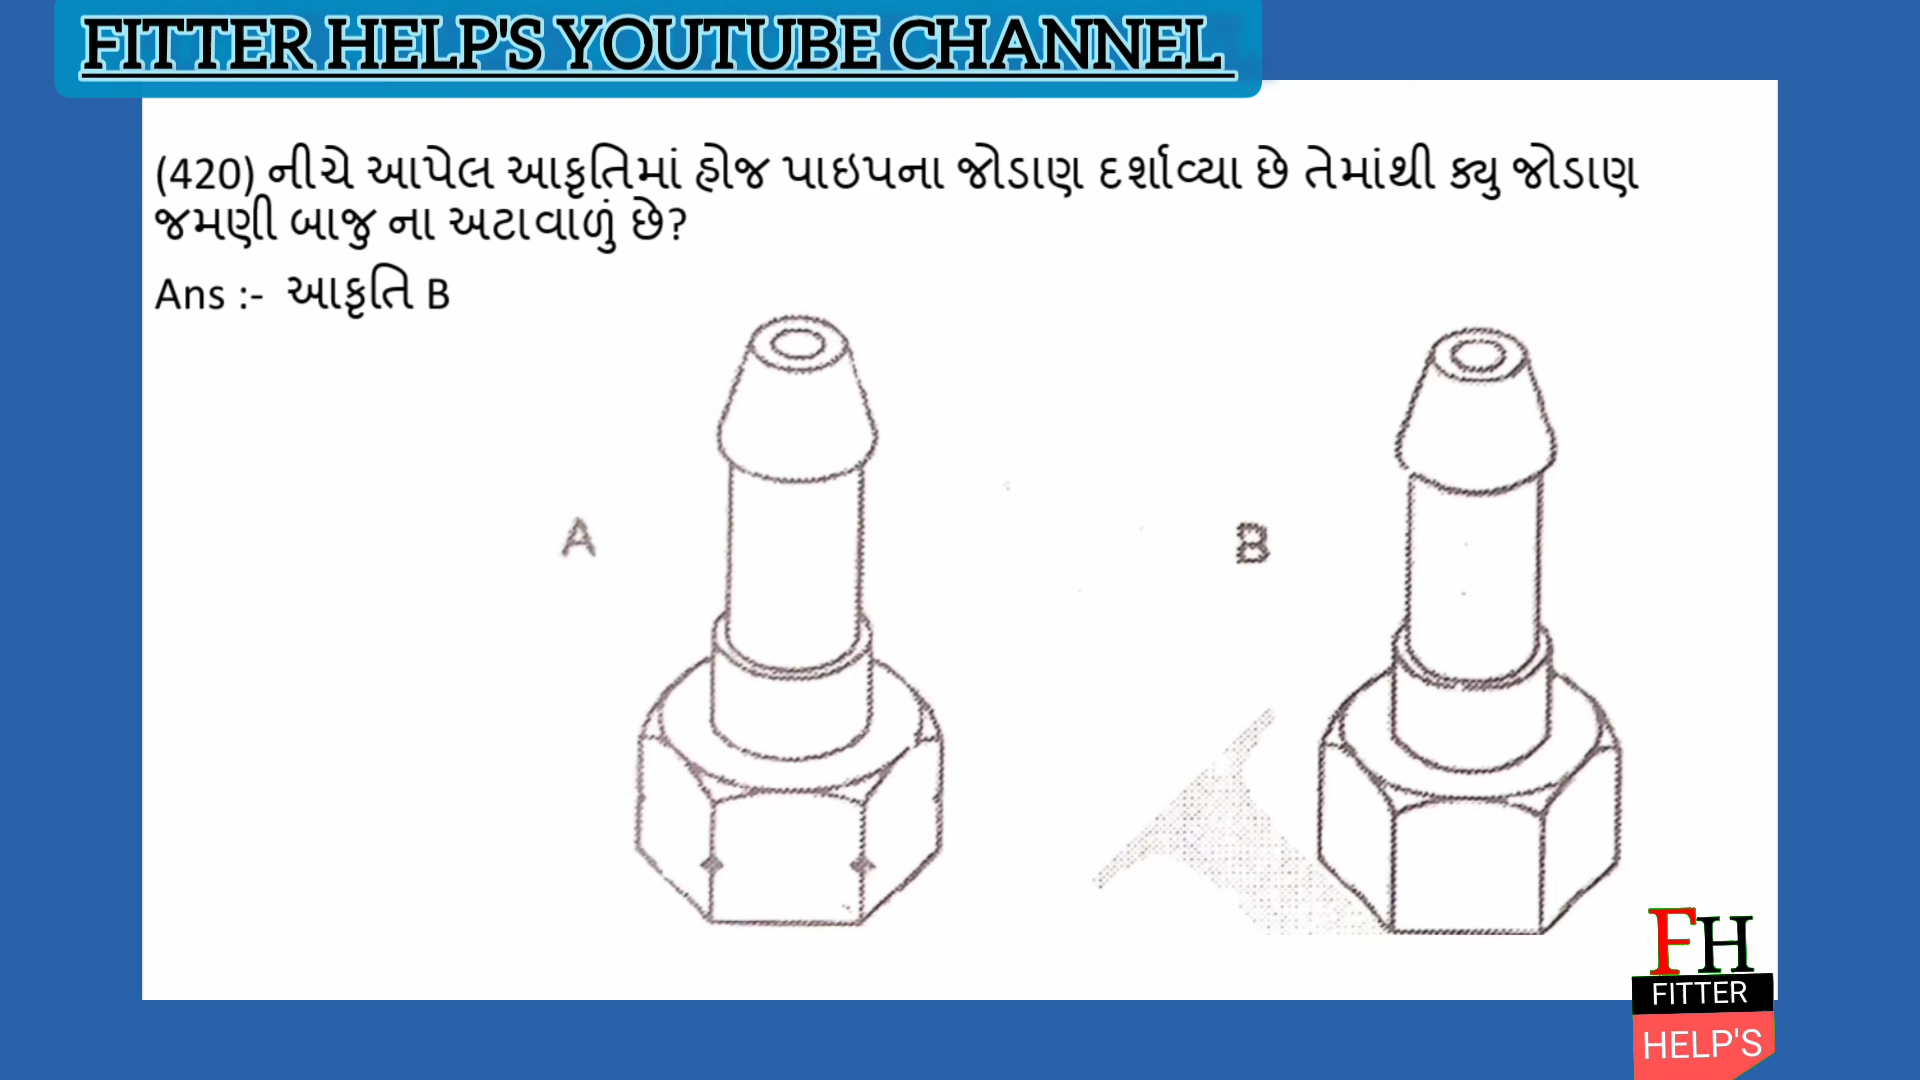 FITTER HELP'S YOUTUBE CHANNEL
(420) નીચે આપેલ આકૃતિમાં હોજ પાઇપના જોડાણ દર્શાવ્યા છે તેમાંથી ક્યુ જોડાણ
જમણી બાજુ ના અટાવાળું છે?
Ans :- આકૃતિ B
A
B
FH
FITTER
HELP'S